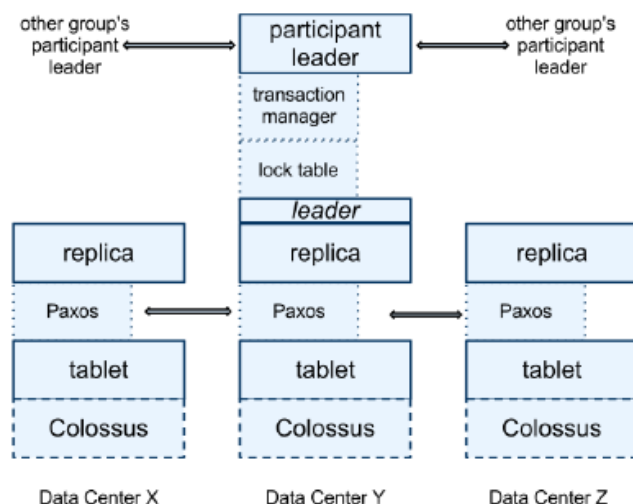 other group's
participant
leader
participant
leader
other group's
participant
leader
transaction
manager
lock table
leader
replica
replica
replica
Paxos
Paxos
Paxos
tablet
tablet
tablet
Colossus
Colossus
Colossus
Data Center X
Data Center Y
Data Center Z